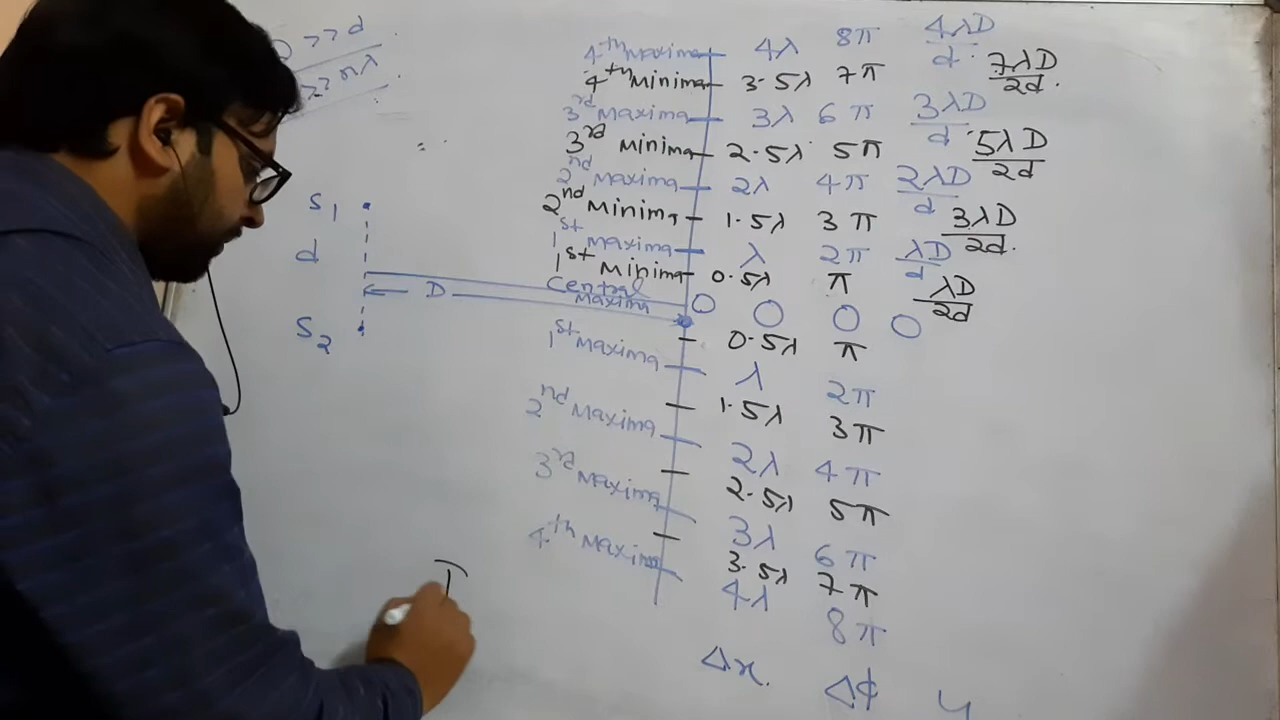 >>d
>>nλ
4th Maxima 4λ 8π 4λD/d
4th Minima 3.5λ 7π 7λD/2d.
3rd Maxima 3λ 6π 3λD/d
3rd Minima 2.5λ 5π 5λD/2d
2nd Maxima 2λ 4π 2λD/d
2nd Minima 1.5λ 3π 3λD/2d.
1st Maxima λ 2π λD/d
1st Minima 0.5λ π λD/2d
Central Maxima O O O O
0.5λ π
1st Maxima λ 2π
1.5λ 3π
2nd Maxima 2λ 4π
2.5λ 5π
3rd Maxima 3λ 6π
3.5λ 7π
4th Maxima 4λ 8π
Δx. Δϕ y
S1
d
D
S2